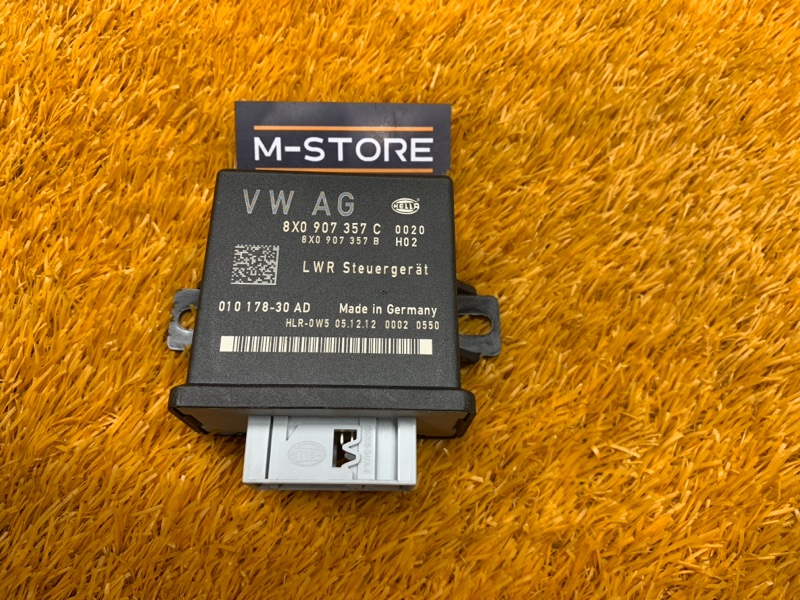 M-STORE
VW AG HELLA
8X0 907 357 C 0020
8X0 907 357 B H02
LWR Steuergerät
010 178-30 AD Made in Germany
HLR-0W5 05.12.12 0002 0550
HELLA